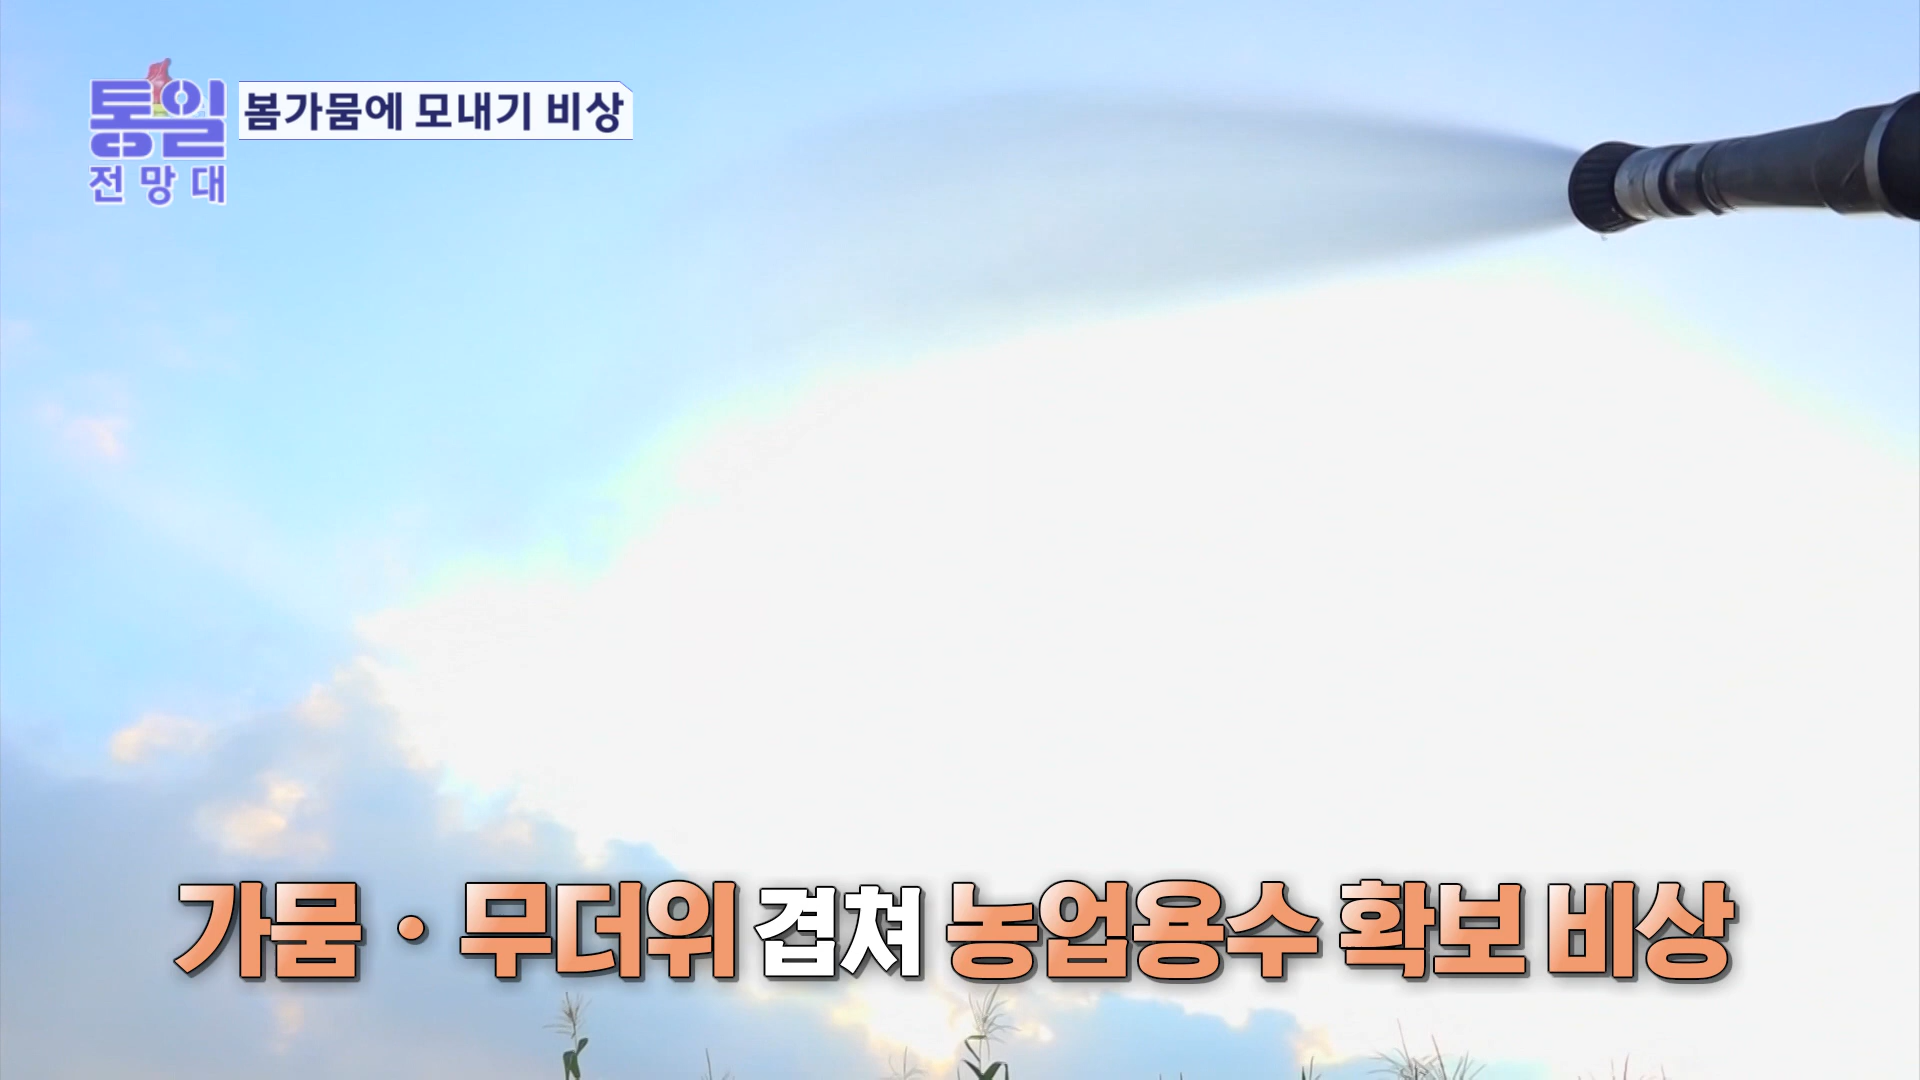 통일
전망대
봄가뭄에 모내기 비상
가뭄·무더위 겹쳐 농업용수 확보 비상